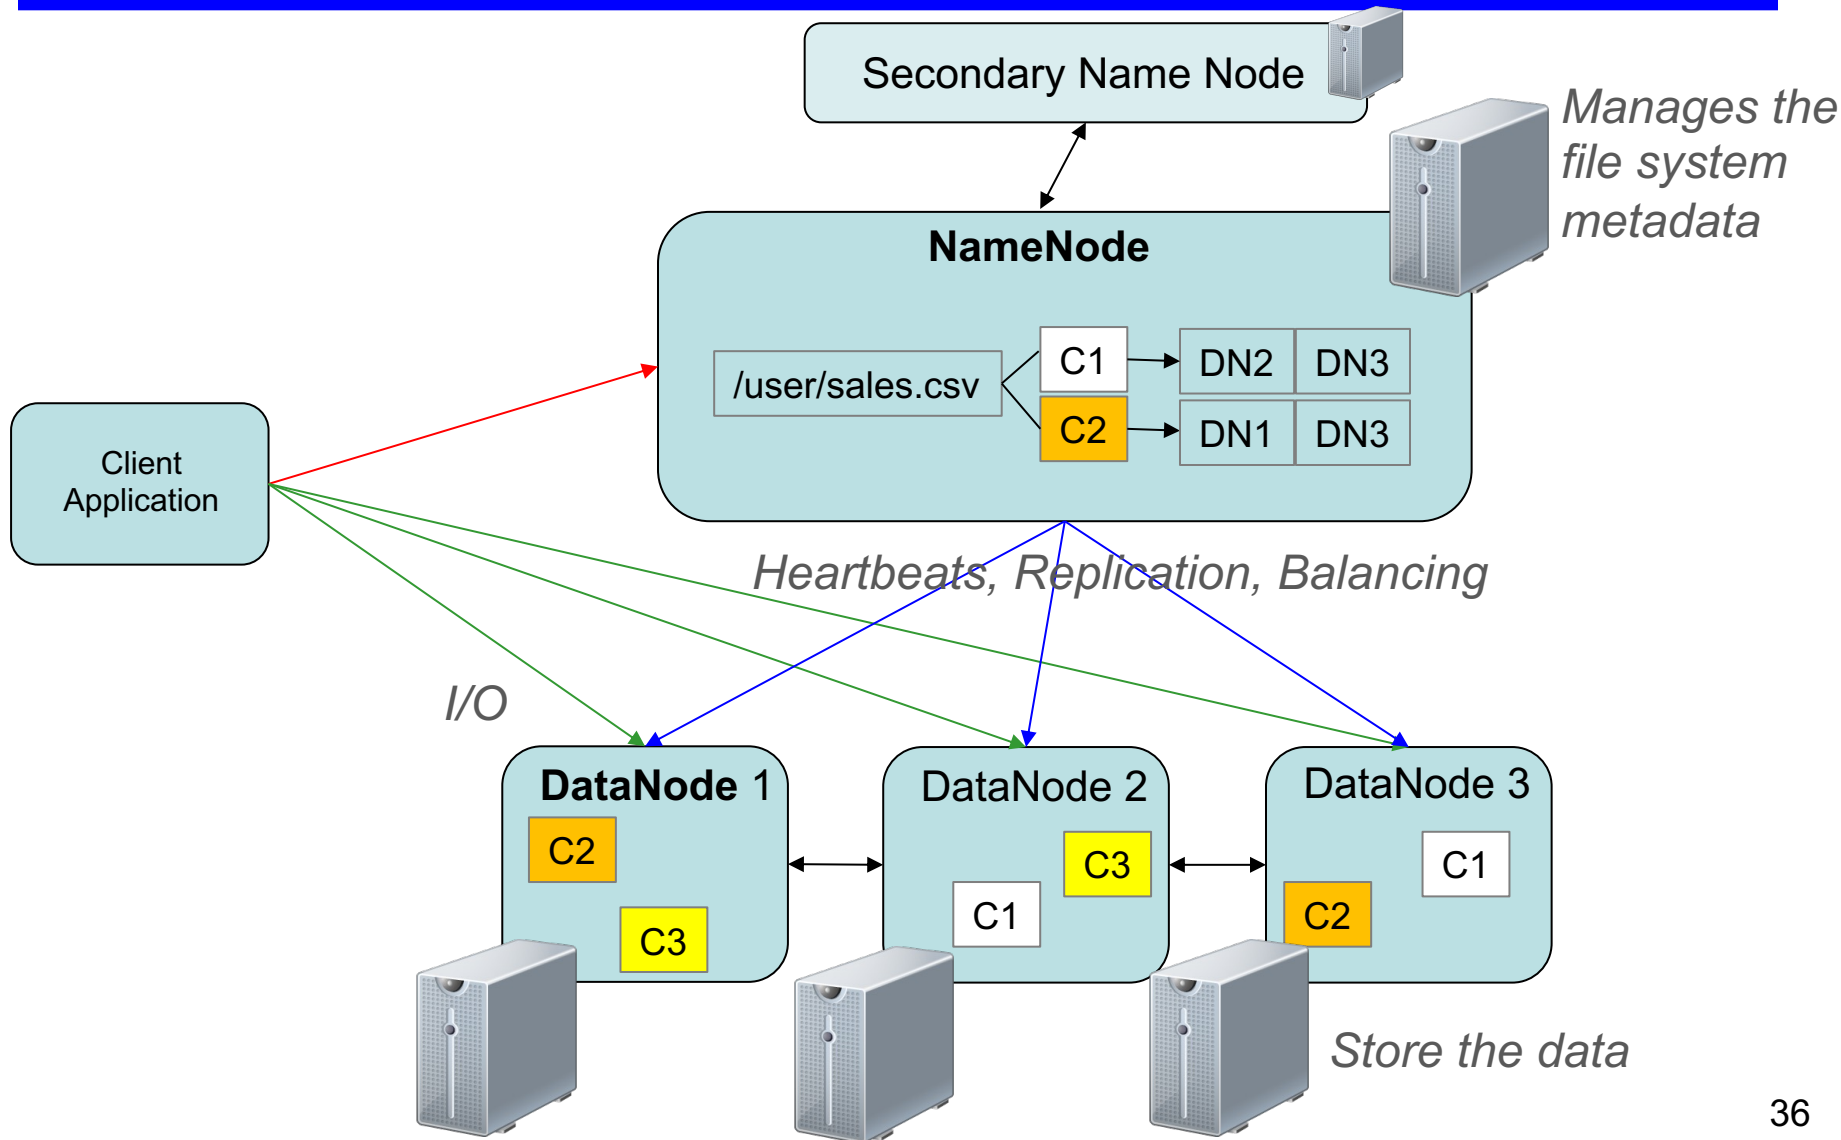 Secondary Name Node
Manages the
file system
metadata
NameNode
/user/sales.csv
C1
DN2
DN3
C2
DN1
DN3
Client
Application
Heartbeats, Replication, Balancing
I/O
DataNode 1
C2
C3
DataNode 2
C3
C1
DataNode 3
C1
C2
Store the data
36